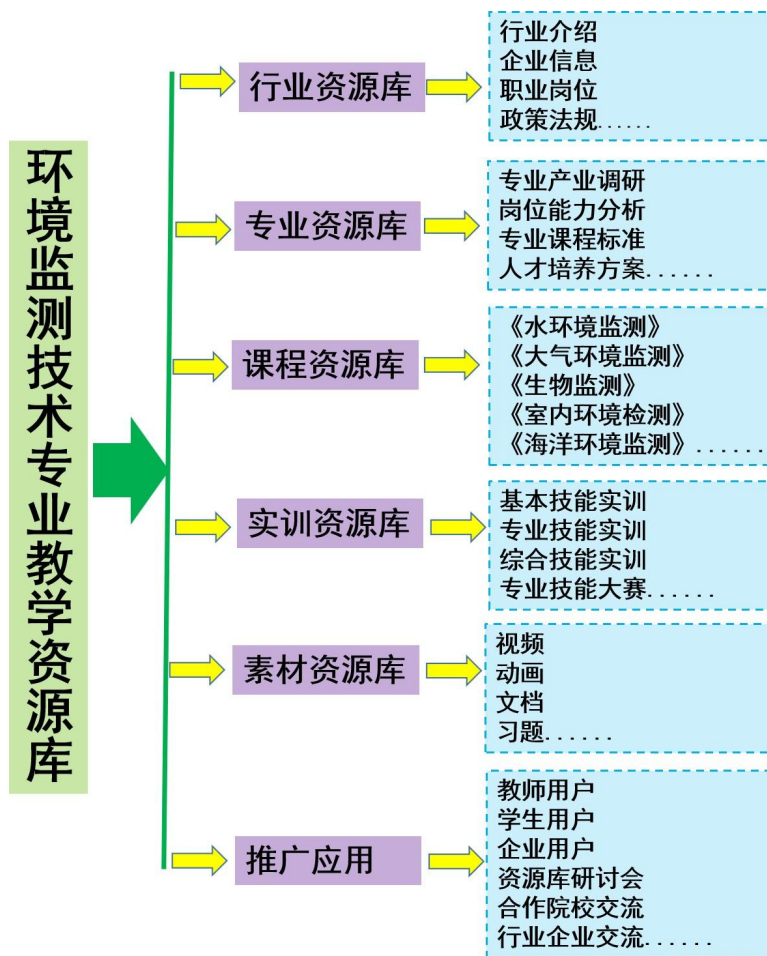 环境监测技术专业教学资源库
行业资源库
行业介绍
企业信息
职业岗位
政策法规......
专业资源库
专业产业调研
岗位能力分析
专业课程标准
人才培养方案......
课程资源库
《水环境监测》
《大气环境监测》
《生物监测》
《室内环境检测》
《海洋环境监测》......
实训资源库
基本技能实训
专业技能实训
综合技能实训
专业技能大赛......
素材资源库
视频
动画
文档
习题......
推广应用
教师用户
学生用户
企业用户
资源库研讨会
合作院校交流
行业企业交流......